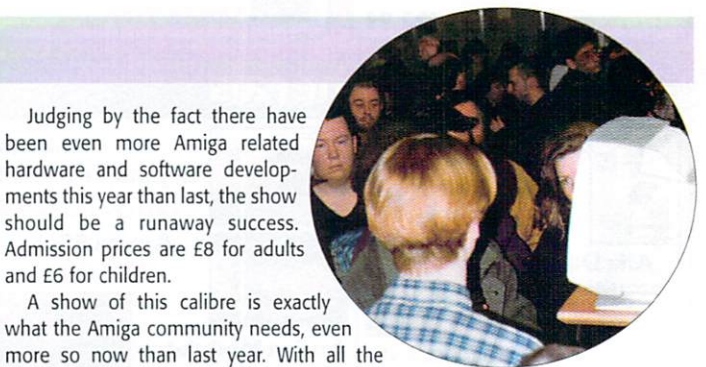 Judging by the fact there have
been even more Amiga related
hardware and software develop-
ments this year than last, the show
should be a runaway success.
Admission prices are £8 for adults
and £6 for children.
A show of this calibre is exactly
what the Amiga community needs, even
more so now than last year. With all the